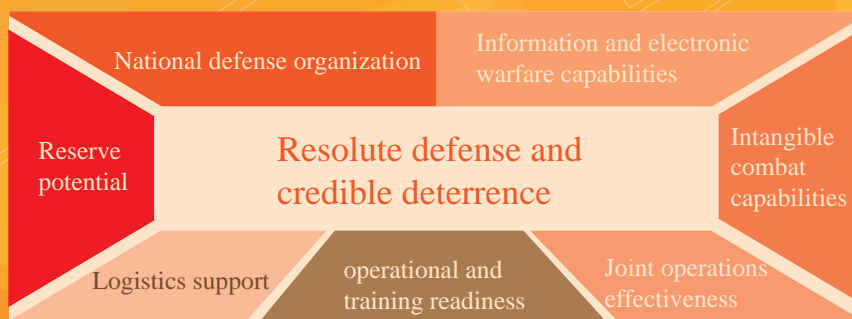 National defense organization
Information and electronic
warfare capabilities
Reserve
potential
Resolute defense and
credible deterrence
Intangible
combat
capabilities
Logistics support
operational and
training readiness
Joint operations
effectiveness